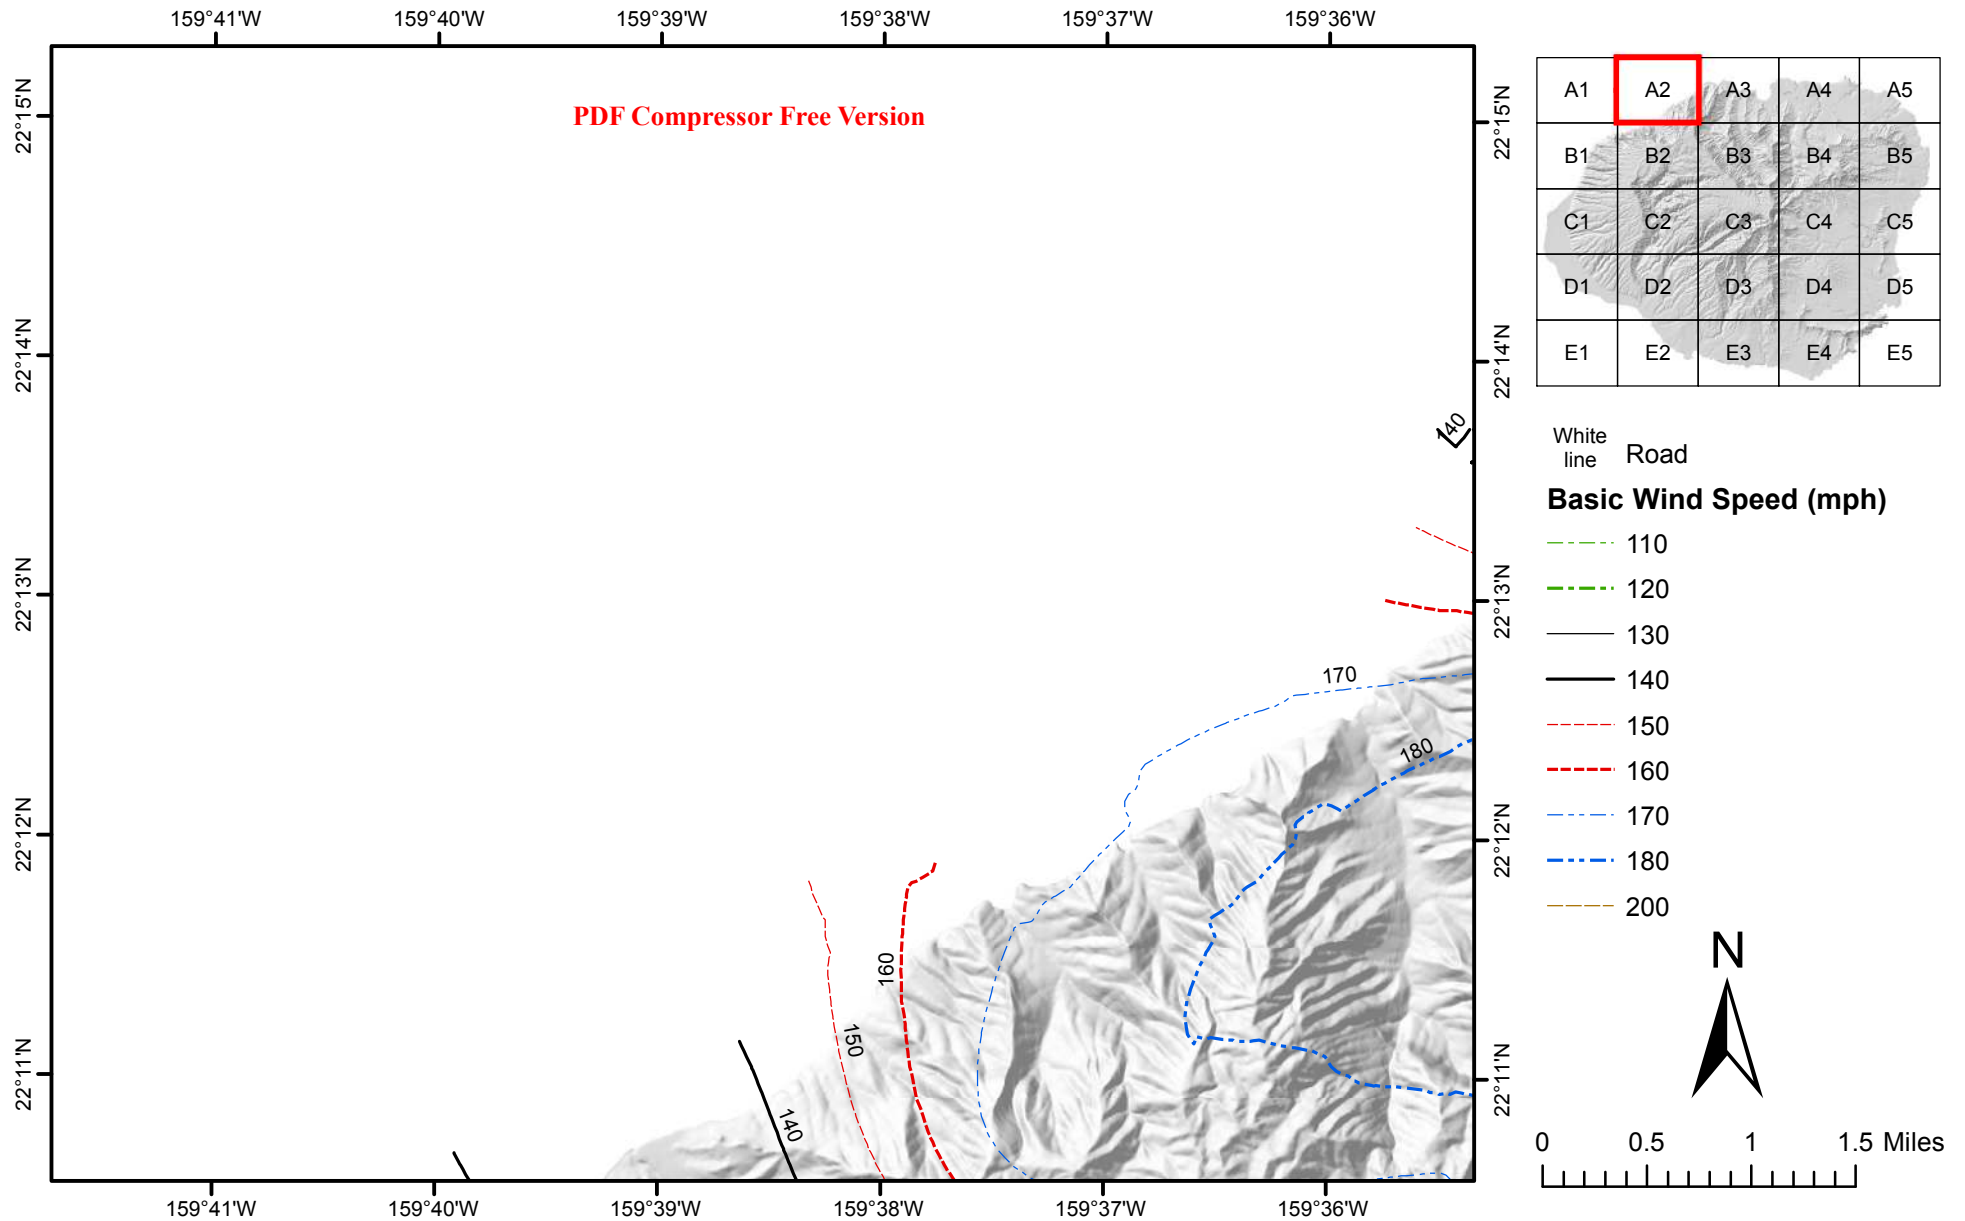 159°41'W 159°40'W 159°39'W 159°38'W 159°37'W 159°36'W
22°15'N
22°14'N
22°13'N
22°12'N
22°11'N
PDF Compressor Free Version
140
170
180
160
150
140
22°15'N
22°14'N
22°13'N
22°12'N
22°11'N
159°41'W 159°40'W 159°39'W 159°38'W 159°37'W 159°36'W
A1 A2 A3 A4 A5
B1 B2 B3 B4 B5
C1 C2 C3 C4 C5
D1 D2 D3 D4 D5
E1 E2 E3 E4 E5
White
line Road
Basic Wind Speed (mph)
110
120
130
140
150
160
170
180
200
N
0 0.5 1 1.5 Miles